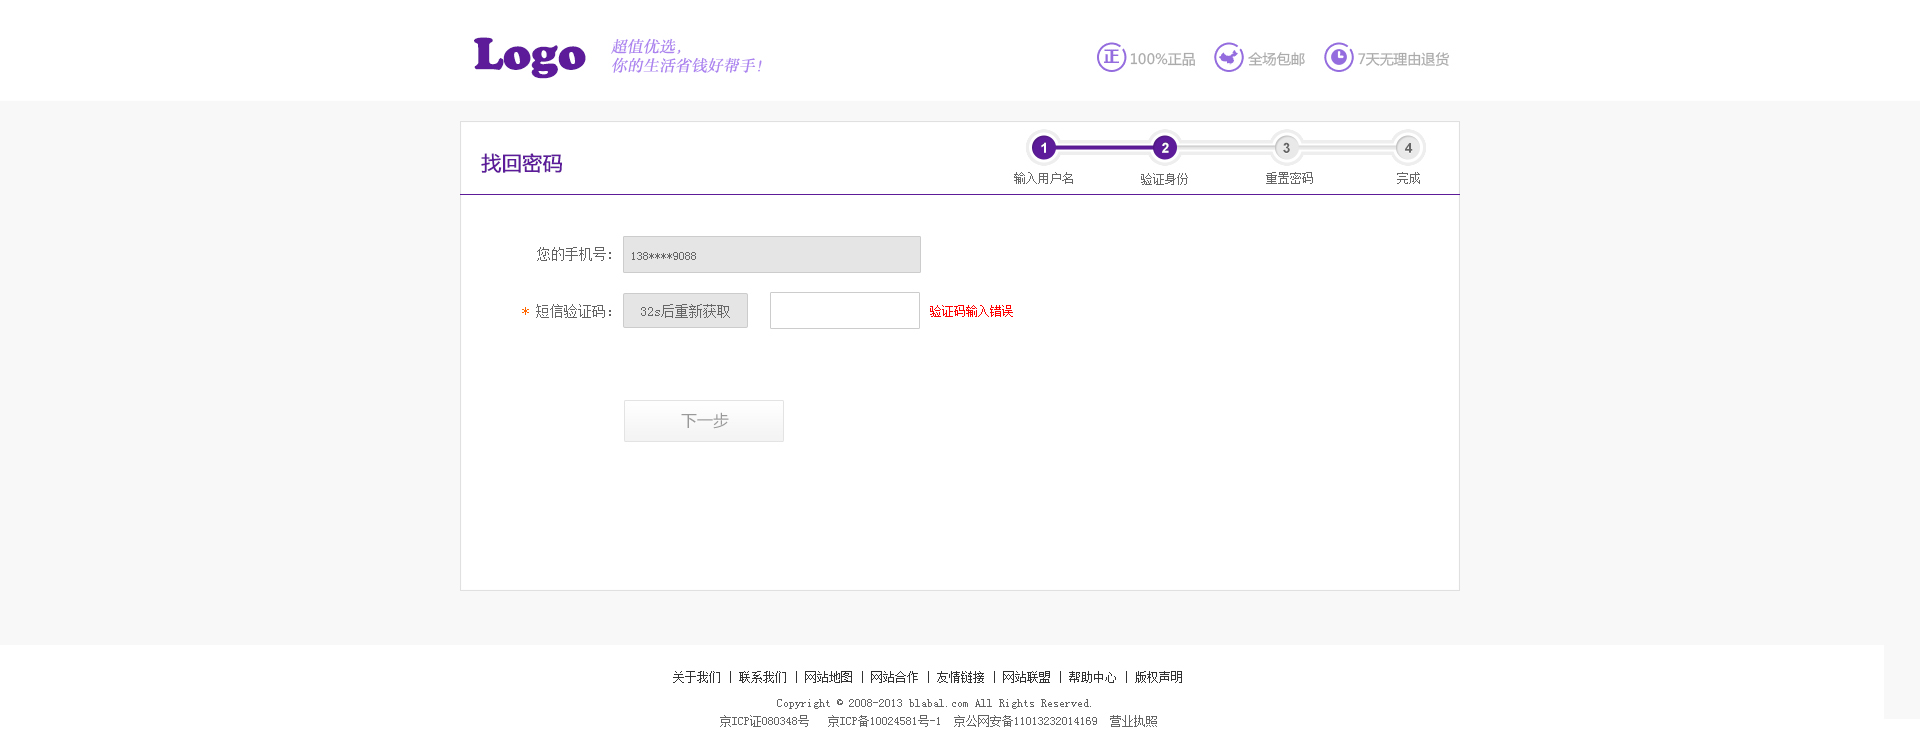 Logo
超值优选，
你的生活省钱好帮手！
正 100%正品 全场包邮 7天无理由退货
找回密码
1 2 3 4
输入用户名 验证身份 重置密码 完成
您的手机号： 138****9088
* 短信验证码： 32s后重新获取 验证码输入错误
下一步
关于我们 | 联系我们 | 网站地图 | 网站合作 | 友情链接 | 网站联盟 | 帮助中心 | 版权声明
Copyright © 2008-2013 blabal.com All Rights Reserved.
京ICP证080348号 京ICP备10024581号-1 京公网安备11013232014169 营业执照